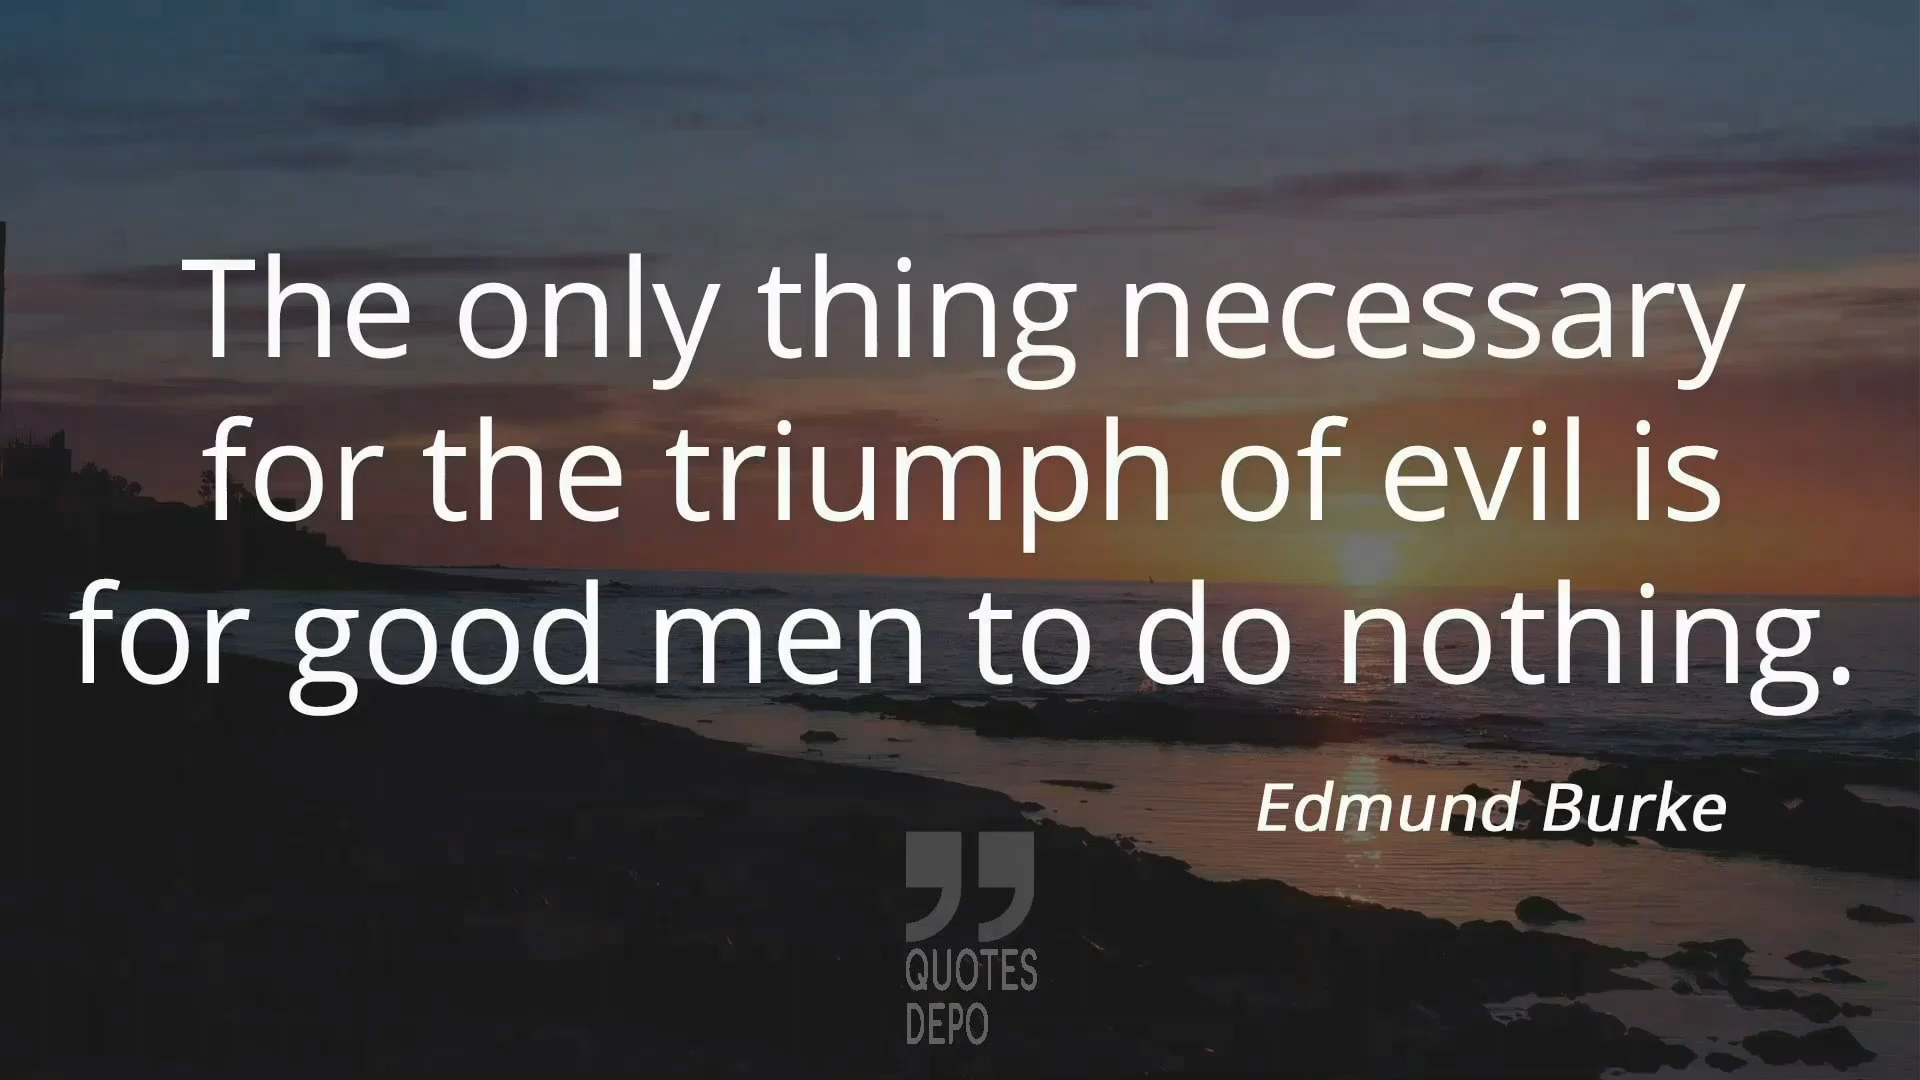 The only thing necessary
for the triumph of evil is
for good men to do nothing.
Edmund Burke
QUOTES
DEPO